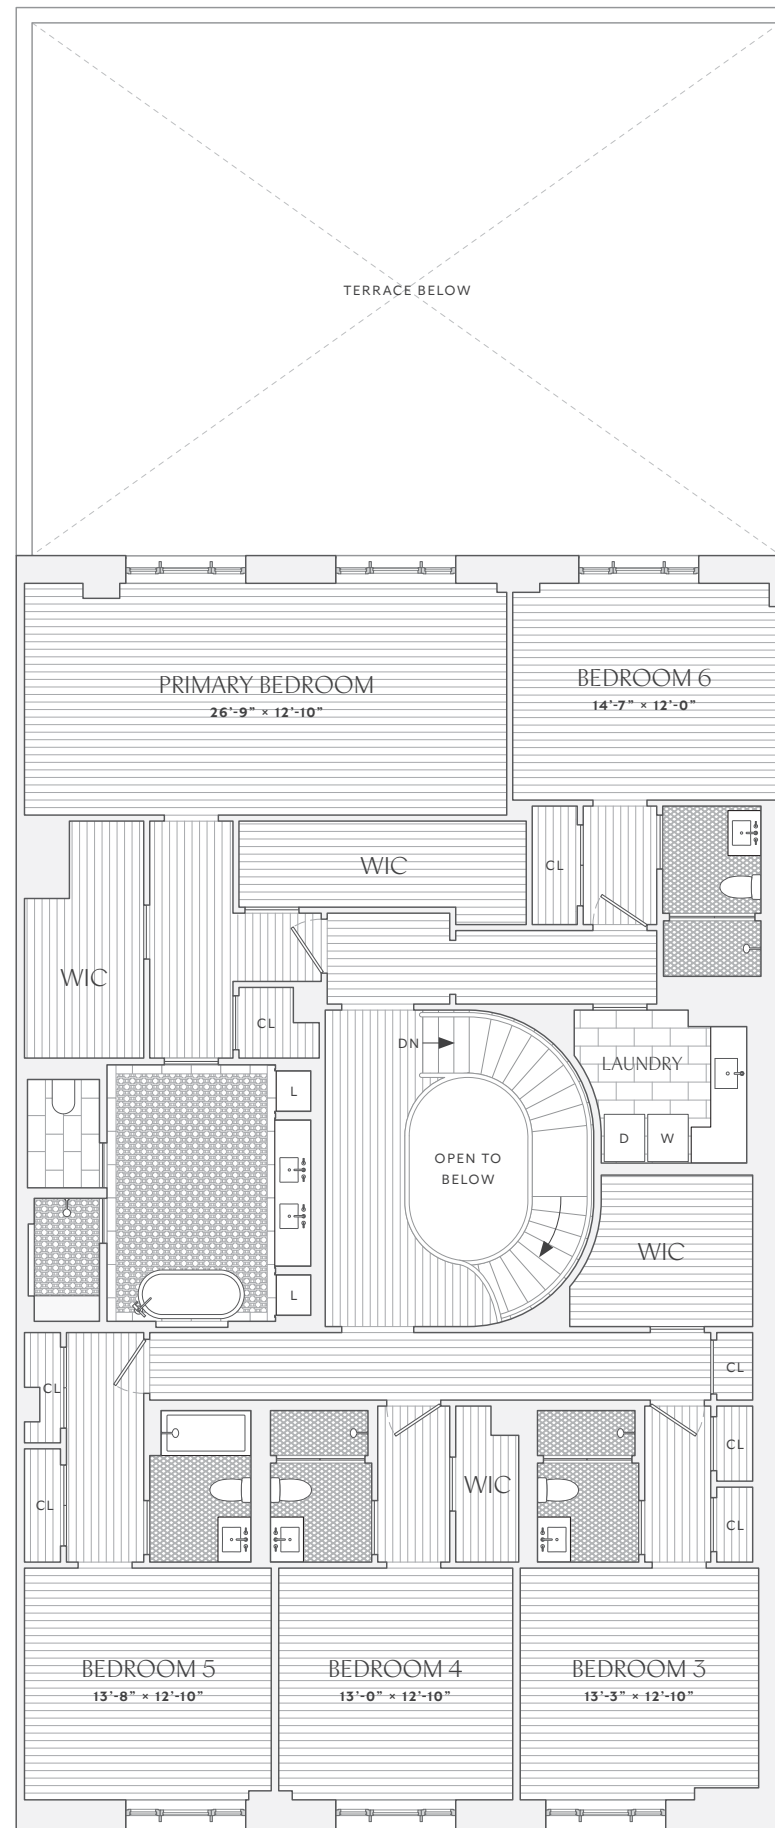 TERRACE BELOW
PRIMARY BEDROOM
26'-9" × 12'-10"
BEDROOM 6
14'-7" × 12'-0"
WIC
CL
WIC
CL
DN
LAUNDRY
L
D
W
OPEN TO
BELOW
WIC
L
CL
CL
CL
WIC
CL
CL
BEDROOM 5
13'-8" × 12'-10"
BEDROOM 4
13'-0" × 12'-10"
BEDROOM 3
13'-3" × 12'-10"